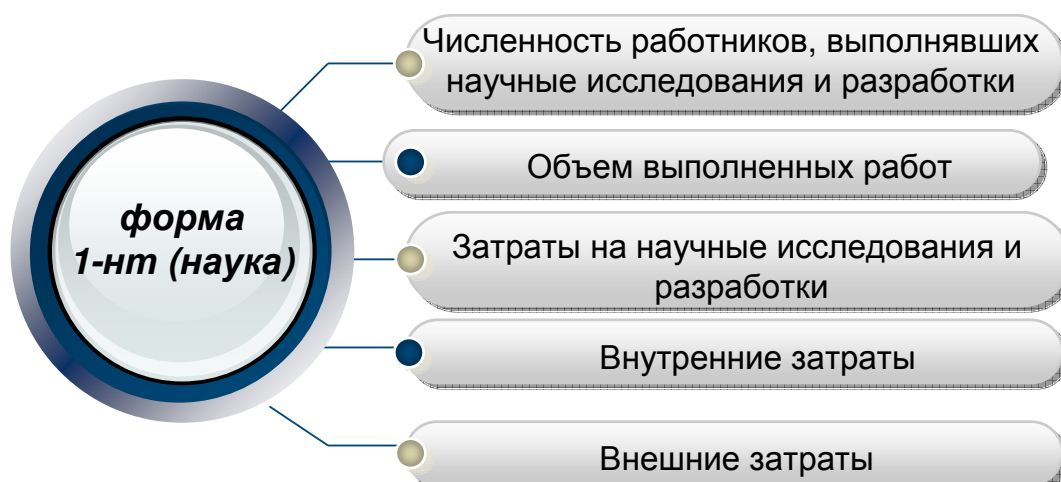 Численность работников, выполнявших
научные исследования и разработки
Объем выполненных работ
форма
1-нт (наука)
Затраты на научные исследования и
разработки
Внутренние затраты
Внешние затраты